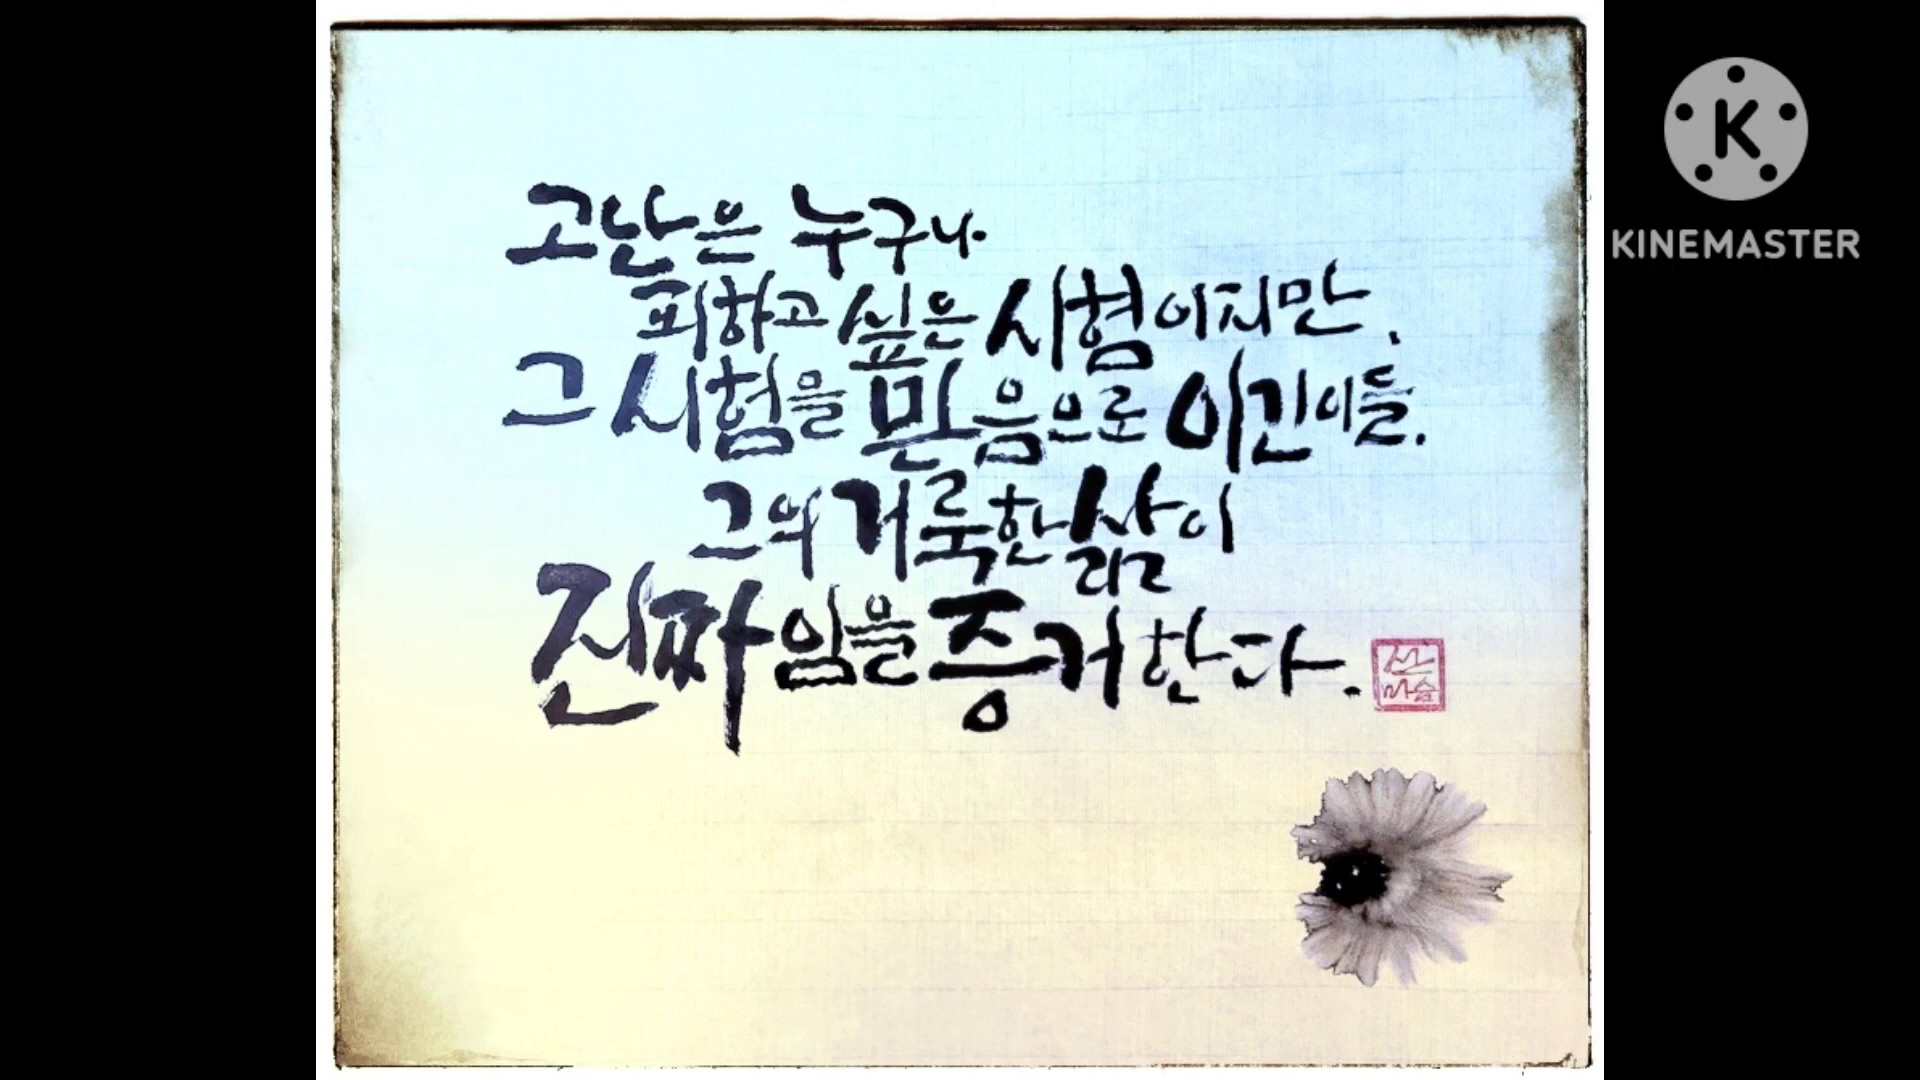 고난은 누구나
피하고 싶은 시험이지만,
그 시험을 믿음으로 이긴이들.
그의 거룩한 삶이
진짜임을 증거한다.
KINEMASTER